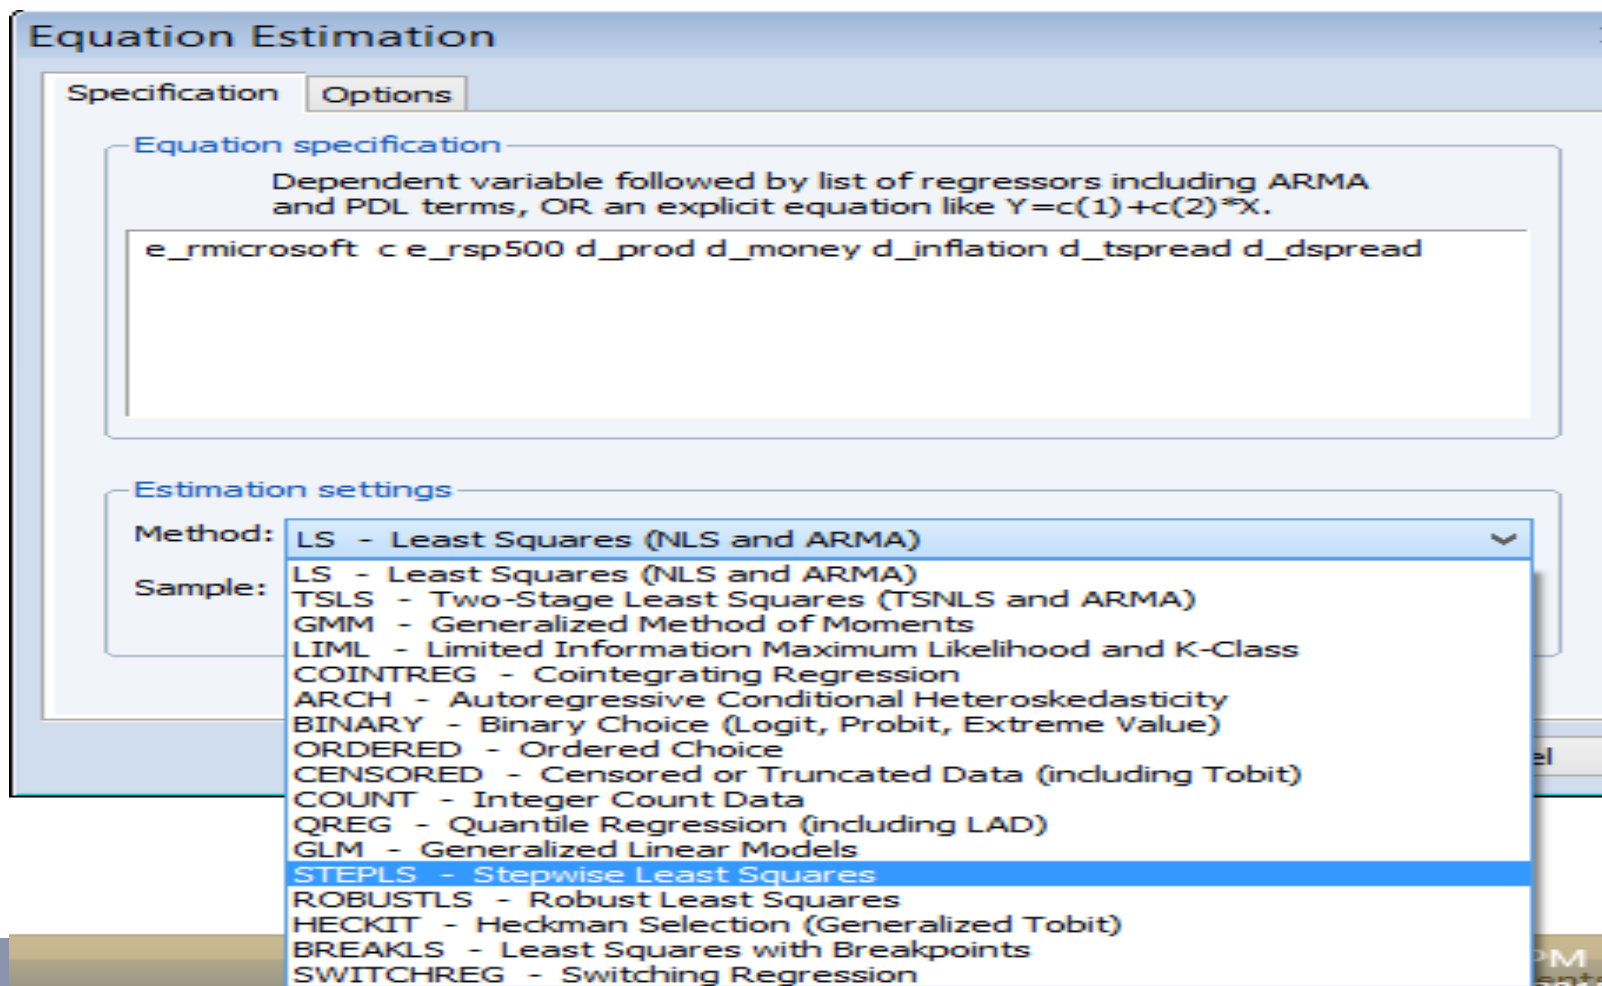 Equation Estimation
Specification
Options
Equation specification
Dependent variable followed by list of regressors including ARMA
and PDL terms, OR an explicit equation like Y=c(1)+c(2)*X.
e_rmicrosoft c e_rsp500 d_prod d_money d_inflation d_tspread d_dspread
Estimation settings
Method: LS - Least Squares (NLS and ARMA)
Sample:
LS - Least Squares (NLS and ARMA)
TSLS - Two-Stage Least Squares (TSNLS and ARMA)
GMM - Generalized Method of Moments
LIML - Limited Information Maximum Likelihood and K-Class
COINTREG - Cointegrating Regression
ARCH - Autoregressive Conditional Heteroskedasticity
BINARY - Binary Choice (Logit, Probit, Extreme Value)
ORDERED - Ordered Choice
CENSORED - Censored or Truncated Data (including Tobit)
COUNT - Integer Count Data
QREG - Quantile Regression (including LAD)
GLM - Generalized Linear Models
STEPLS - Stepwise Least Squares
ROBUSTLS - Robust Least Squares
HECKIT - Heckman Selection (Generalized Tobit)
BREAKLS - Least Squares with Breakpoints
SWITCHREG - Switching Regression